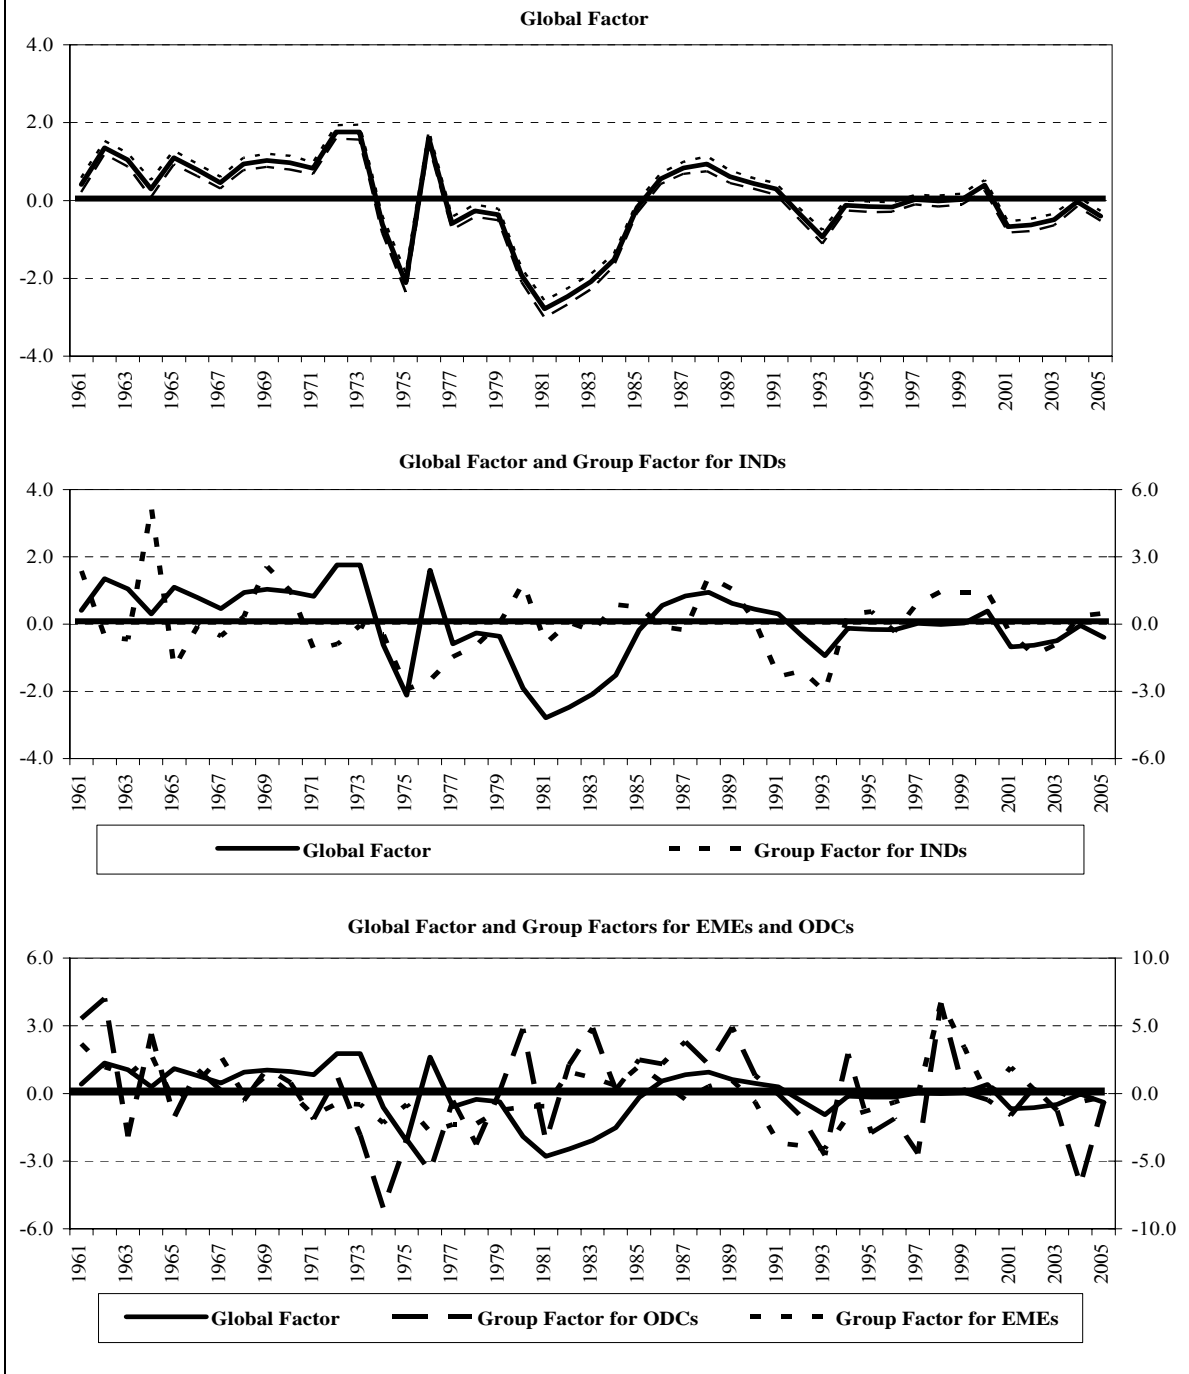 Global Factor
4.0
2.0
0.0
-2.0
-4.0
1961 1963 1965 1967 1969 1971 1973 1975 1977 1979 1981 1983 1985 1987 1989 1991 1993 1995 1997 1999 2001 2003 2005
Global Factor and Group Factor for INDs
4.0 6.0
2.0 3.0
0.0 0.0
-2.0 -3.0
-4.0 -6.0
1961 1963 1965 1967 1969 1971 1973 1975 1977 1979 1981 1983 1985 1987 1989 1991 1993 1995 1997 1999 2001 2003 2005
Global Factor Group Factor for INDs
Global Factor and Group Factors for EMEs and ODCs
6.0 10.0
3.0 5.0
0.0 0.0
-3.0 -5.0
-6.0 -10.0
1961 1963 1965 1967 1969 1971 1973 1975 1977 1979 1981 1983 1985 1987 1989 1991 1993 1995 1997 1999 2001 2003 2005
Global Factor Group Factor for ODCs Group Factor for EMEs